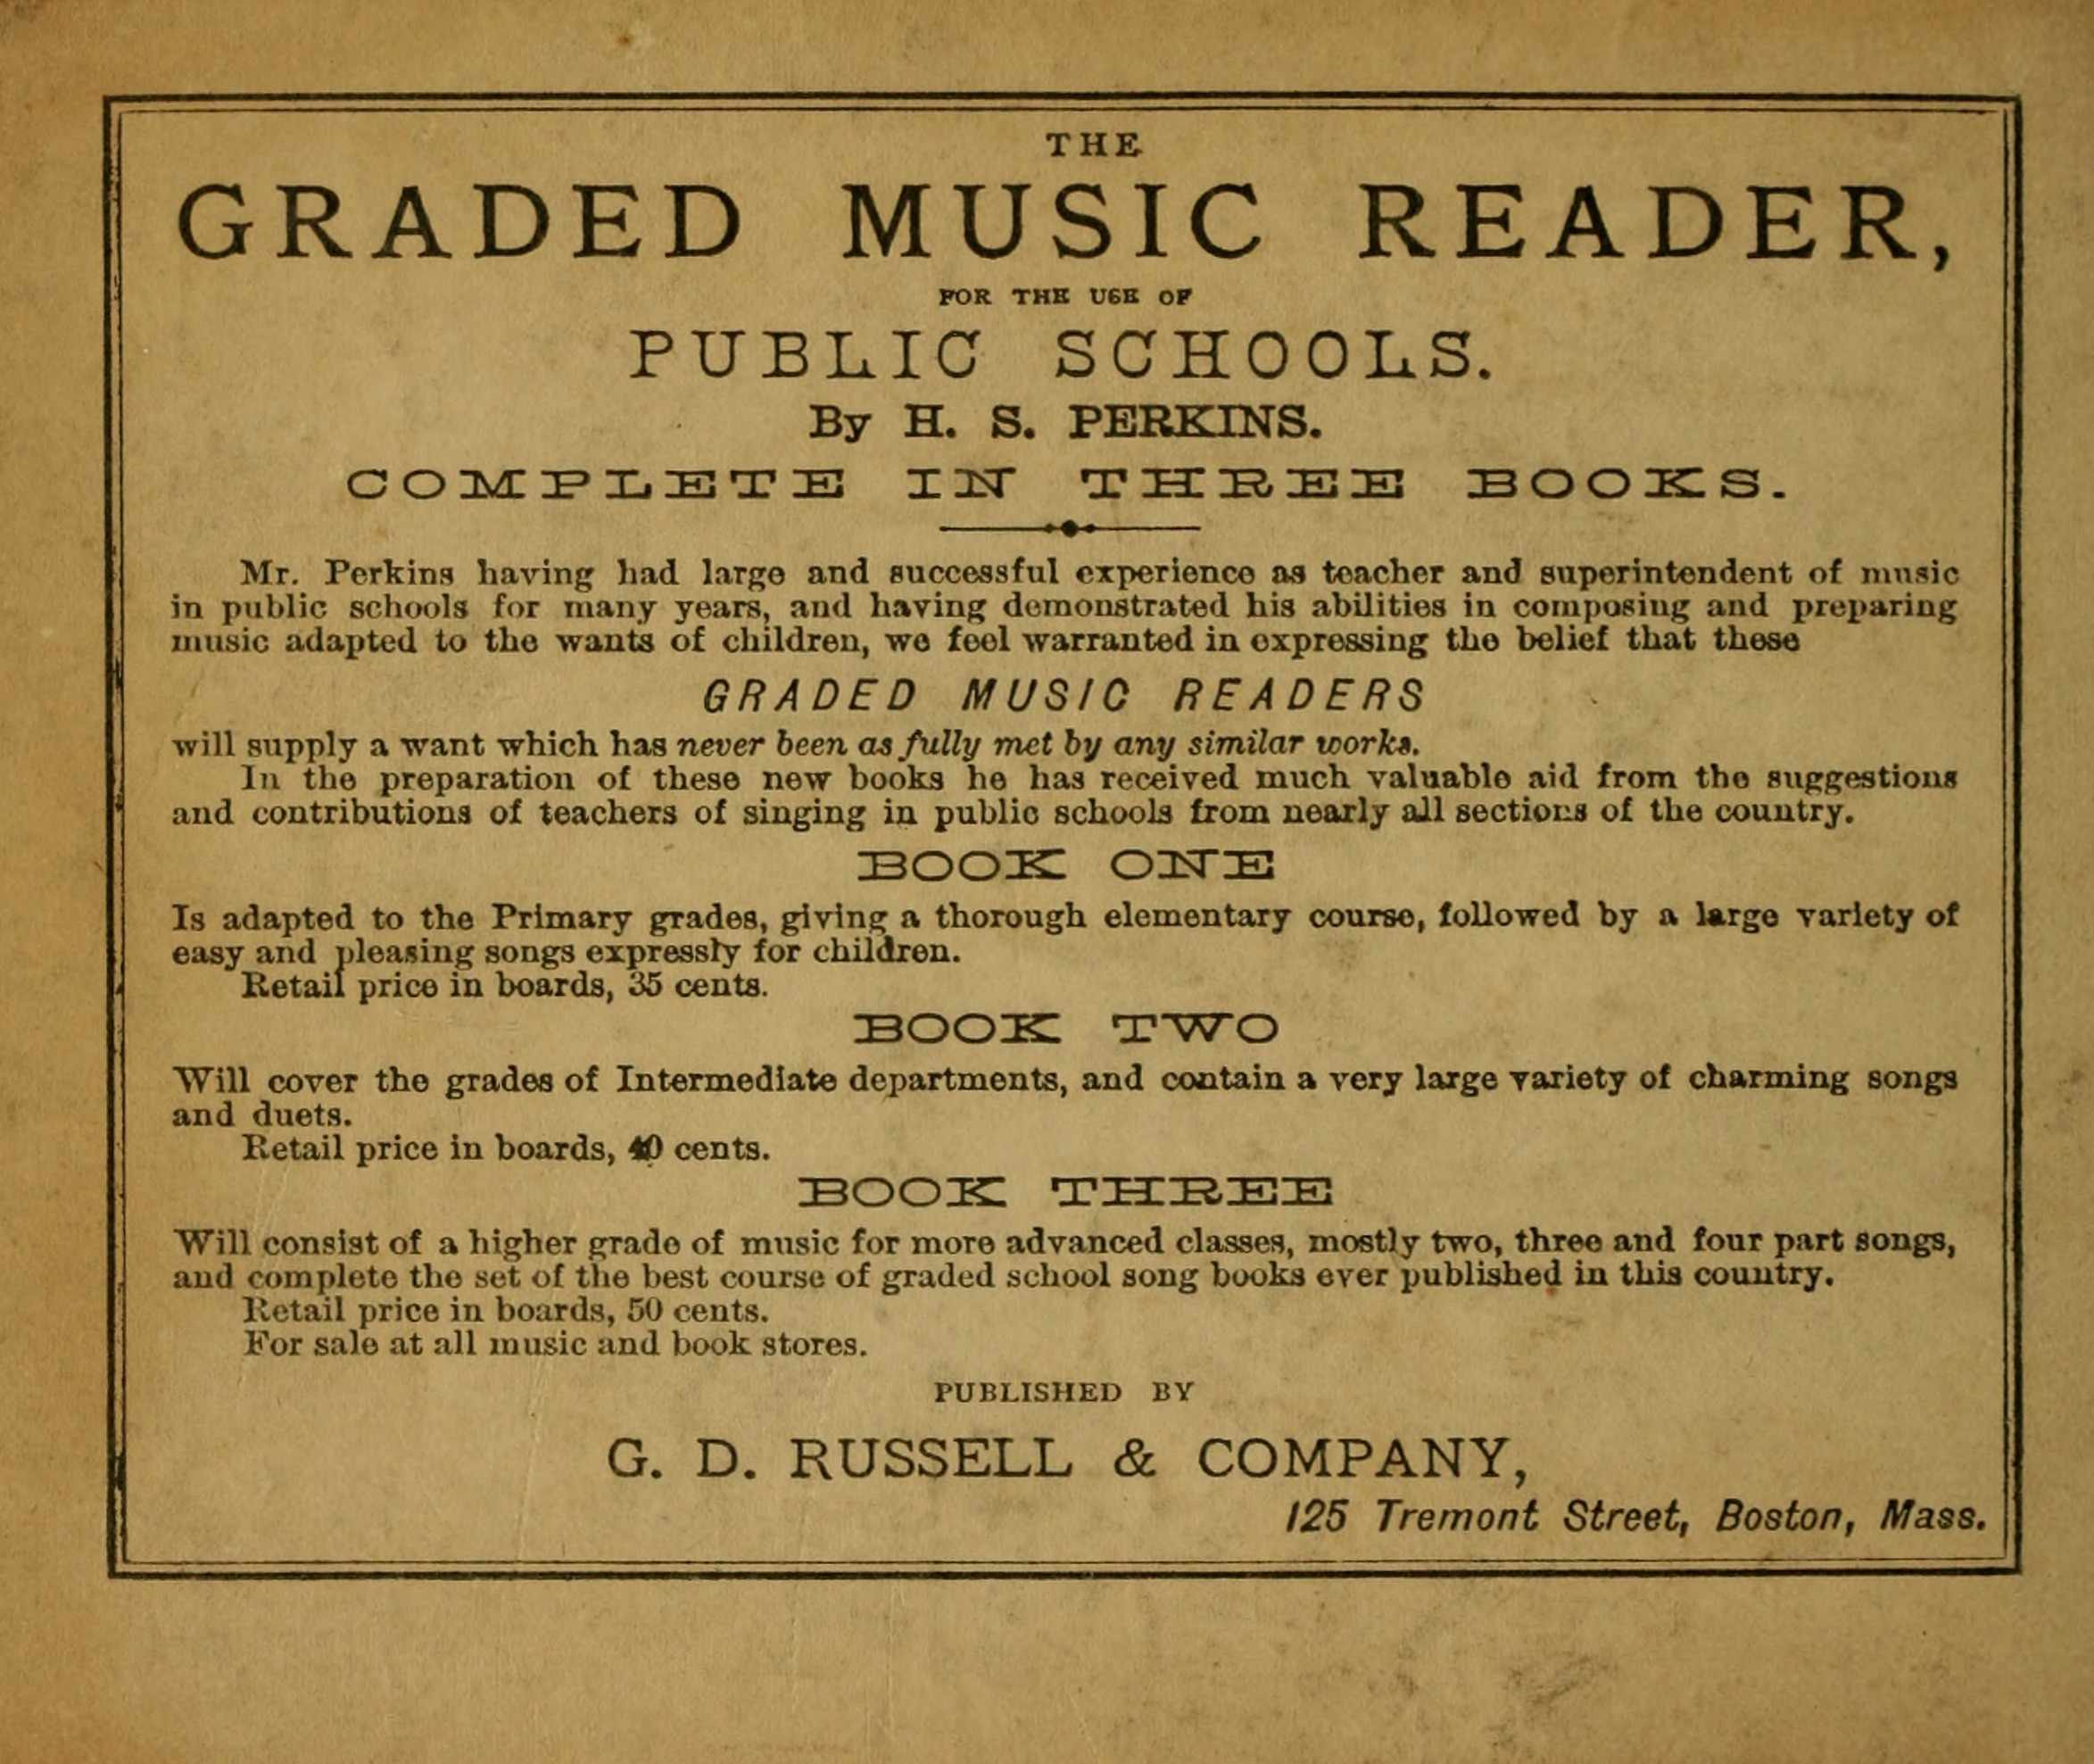 THE
GRADED MUSIC READER,
FOR THE USE OF
PUBLIC SCHOOLS.
By H. S. PERKINS.
COMPLETE IN THREE BOOKS.
Mr. Perkins having had large and successful experience as teacher and superintendent of music
in public schools for many years, and having demonstrated his abilities in composing and preparing
music adapted to the wants of children, we feel warranted in expressing the belief that these
GRADED MUSIC READERS
will supply a want which has never been as fully met by any similar works.
In the preparation of these new books he has received much valuable aid from the suggestions
and contributions of teachers of singing in public schools from nearly all sections of the country.
BOOK ONE
Is adapted to the Primary grades, giving a thorough elementary course, followed by a large variety of
easy and pleasing songs expressly for children.
Retail price in boards, 35 cents.
BOOK TWO
Will cover the grades of Intermediate departments, and contain a very large variety of charming songs
and duets.
Retail price in boards, 40 cents.
BOOK THREE
Will consist of a higher grade of music for more advanced classes, mostly two, three and four part songs,
and complete the set of the best course of graded school song books ever published in this country.
Retail price in boards, 50 cents.
For sale at all music and book stores.
PUBLISHED BY
G. D. RUSSELL & COMPANY,
125 Tremont Street, Boston, Mass.